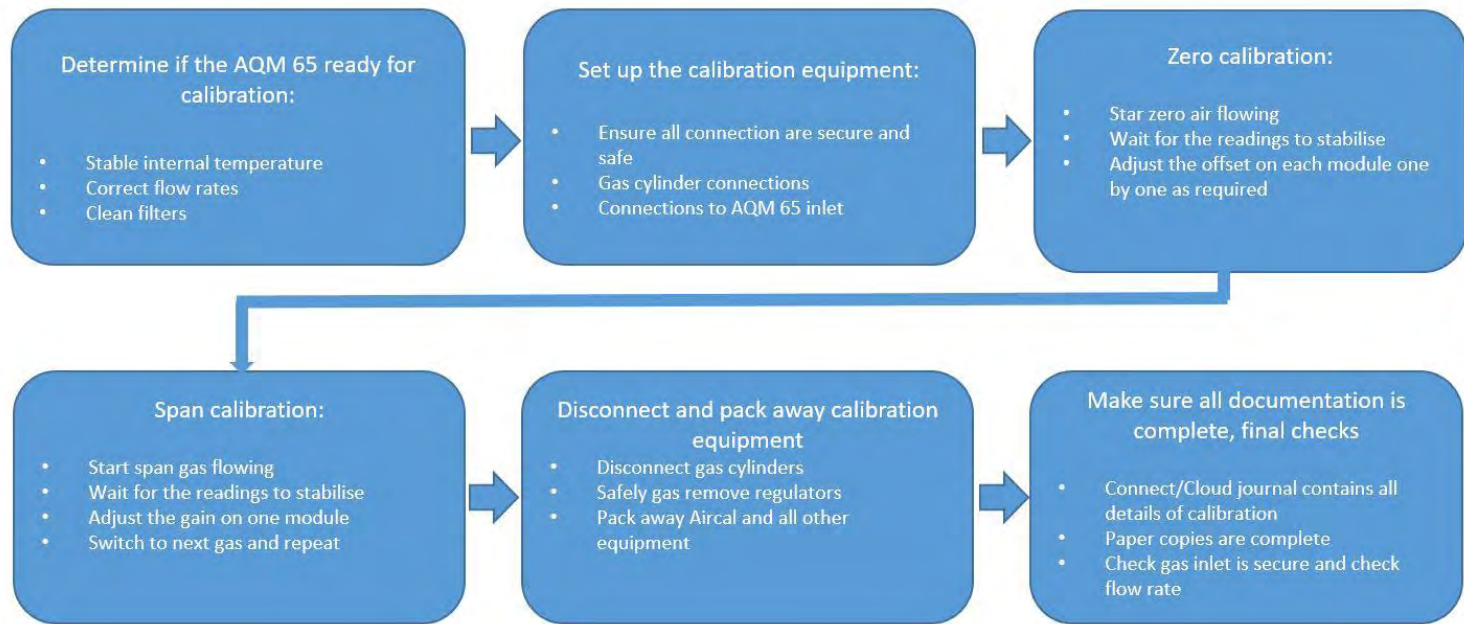 Determine if the AQM 65 ready for
calibration:
• Stable internal temperature
• Correct flow rates
• Clean filters
Set up the calibration equipment:
• Ensure all connection are secure and
safe
• Gas cylinder connections
• Connections to AQM 65 inlet
Zero calibration:
• Star zero air flowing
• Wait for the readings to stabilise
• Adjust the offset on each module one
by one as required
Span calibration:
• Start span gas flowing
• Wait for the readings to stabilise
• Adjust the gain on one module
• Switch to next gas and repeat
Disconnect and pack away calibration
equipment
• Disconnect gas cylinders
• Safely gas remove regulators
• Pack away Aircal and all other
equipment
Make sure all documentation is
complete, final checks
• Connect/Cloud journal contains all
details of calibration
• Paper copies are complete
• Check gas inlet is secure and check
flow rate